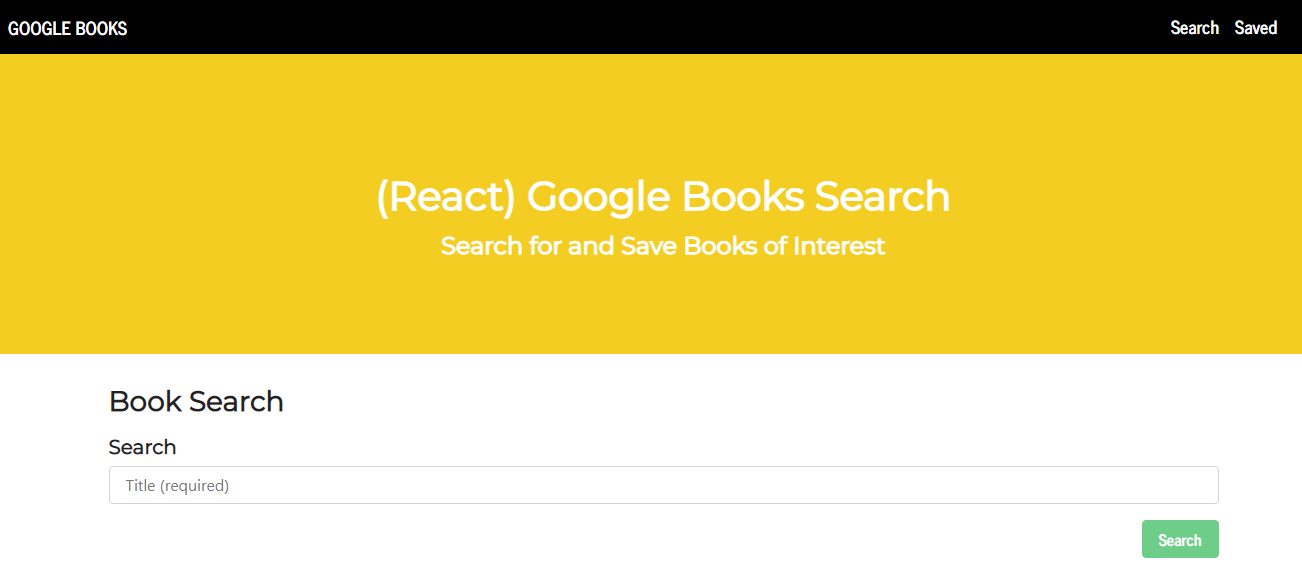 GOOGLE BOOKS Search Saved
(React) Google Books Search
Search for and Save Books of Interest
Book Search
Search
Title (required)
Search